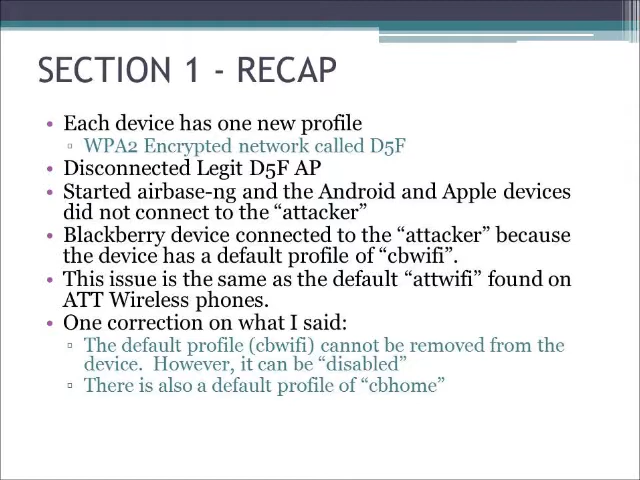 SECTION 1 - RECAP
• Each device has one new profile
▫ WPA2 Encrypted network called D5F
• Disconnected Legit D5F AP
• Started airbase-ng and the Android and Apple devices
did not connect to the “attacker”
• Blackberry device connected to the “attacker” because
the device has a default profile of “cbwifi”.
• This issue is the same as the default “attwifi” found on
ATT Wireless phones.
• One correction on what I said:
▫ The default profile (cbwifi) cannot be removed from the
device.  However, it can be “disabled”
▫ There is also a default profile of “cbhome”